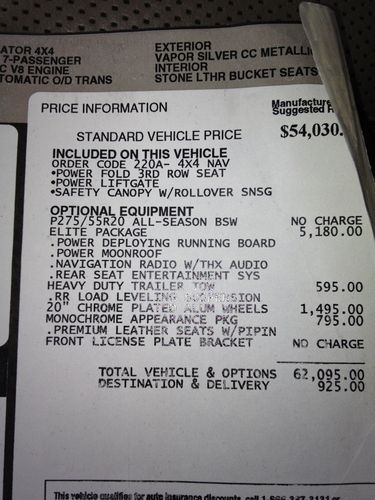 ATOR 4X4
7-PASSENGER
C V8 ENGINE
TOMATIC O/D TRANS
EXTERIOR
VAPOR SILVER CC METALLI
INTERIOR
STONE LTHR BUCKET SEATS
PRICE INFORMATION
Manufacture
Suggested R
STANDARD VEHICLE PRICE $54,030.
INCLUDED ON THIS VEHICLE
ORDER CODE 220A- 4X4 NAV
•POWER FOLD 3RD ROW SEAT
•POWER LIFTGATE
•SAFETY CANOPY W/ROLLOVER SNSG
OPTIONAL EQUIPMENT
P275/55R20 ALL-SEASON BSW NO CHARGE
ELITE PACKAGE 5,180.00
.POWER DEPLOYING RUNNING BOARD
.POWER MOONROOF
.NAVIGATION RADIO W/THX AUDIO
.REAR SEAT ENTERTAINMENT SYS
HEAVY DUTY TRAILER TOW 595.00
.RR LOAD LEVELING SUSPENSION
20" CHROME PLATED ALUM WHEELS 1,495.00
MONOCHROME APPEARANCE PKG 795.00
.PREMIUM LEATHER SEATS W/PIPIN
FRONT LICENSE PLATE BRACKET NO CHARGE
TOTAL VEHICLE & OPTIONS 62,095.00
DESTINATION & DELIVERY 925.00
This vehicle qualifies for auto insurance discounts, call